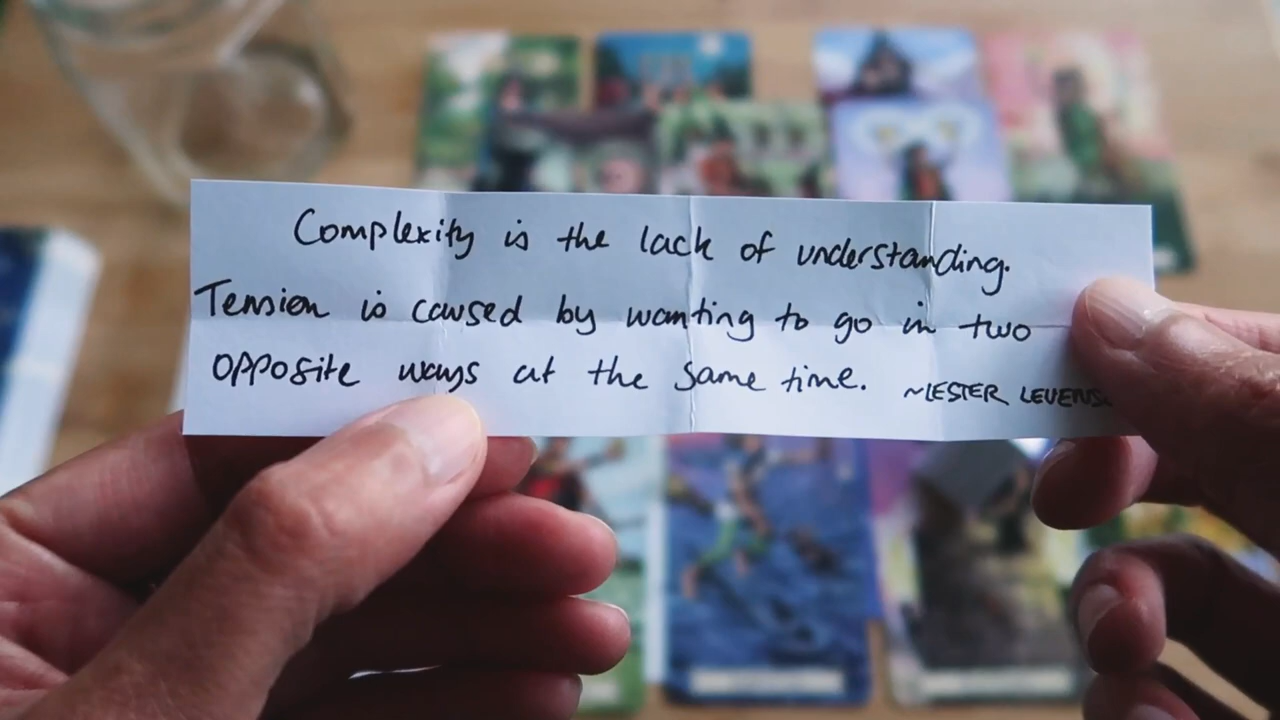 Complexity is the lack of understanding.
Tension is caused by wanting to go in two
opposite ways at the same time. ~LESTER LEVENS